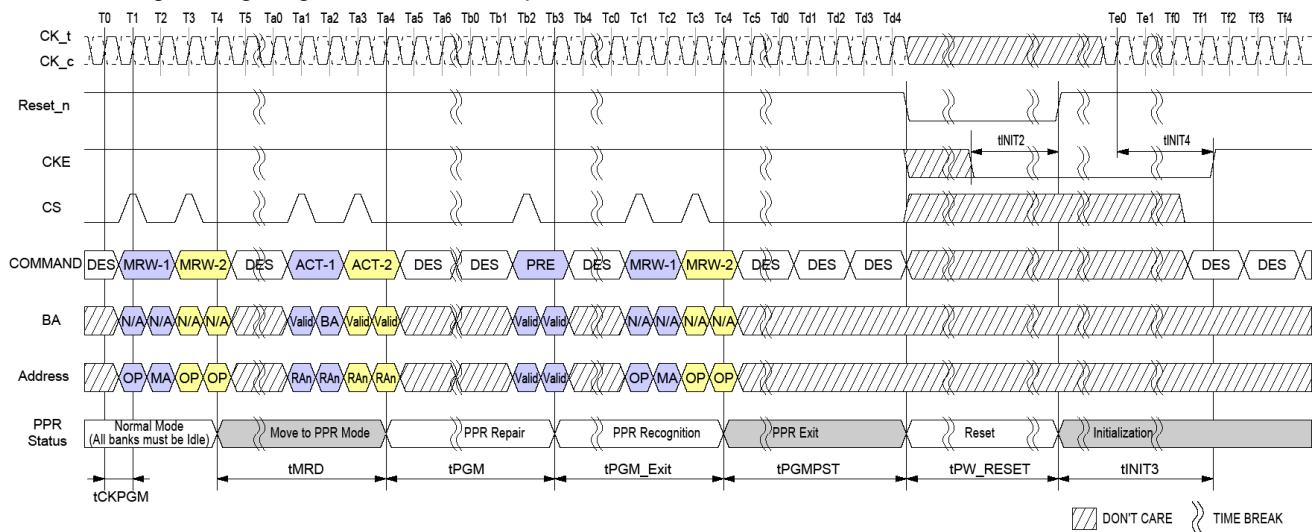 T0 T1 T2 T3 T4 T5 Ta0 Ta1 Ta2 Ta3 Ta4 Ta5 Ta6 Tb0 Tb1 Tb2 Tb3 Tb4 Tc0 Tc1 Tc2 Tc3 Tc4 Tc5 Td0 Td1 Td2 Td3 Td4 Te0 Te1 Tf0 Tf1 Tf2 Tf3 Tf4
CK_t
CK_c
Reset_n
tINIT2 tINIT4
CKE
CS
COMMAND DES MRW-1 MRW-2 DES ACT-1 ACT-2 DES DES PRE DES MRW-1 MRW-2 DES DES DES DES DES
BA N/A N/A N/A N/A Valid BA Valid Valid Valid Valid N/A N/A N/A N/A
Address OP MA OP OP RAn RAn RAn RAn Valid Valid OP MA OP OP
PPR Status Normal Mode (All banks must be Idle) Move to PPR Mode PPR Repair PPR Recognition PPR Exit Reset Initialization
tMRD tPGM tPGM_Exit tPGMPST tPW_RESET tINIT3
tCKPGM
DON'T CARE TIME BREAK